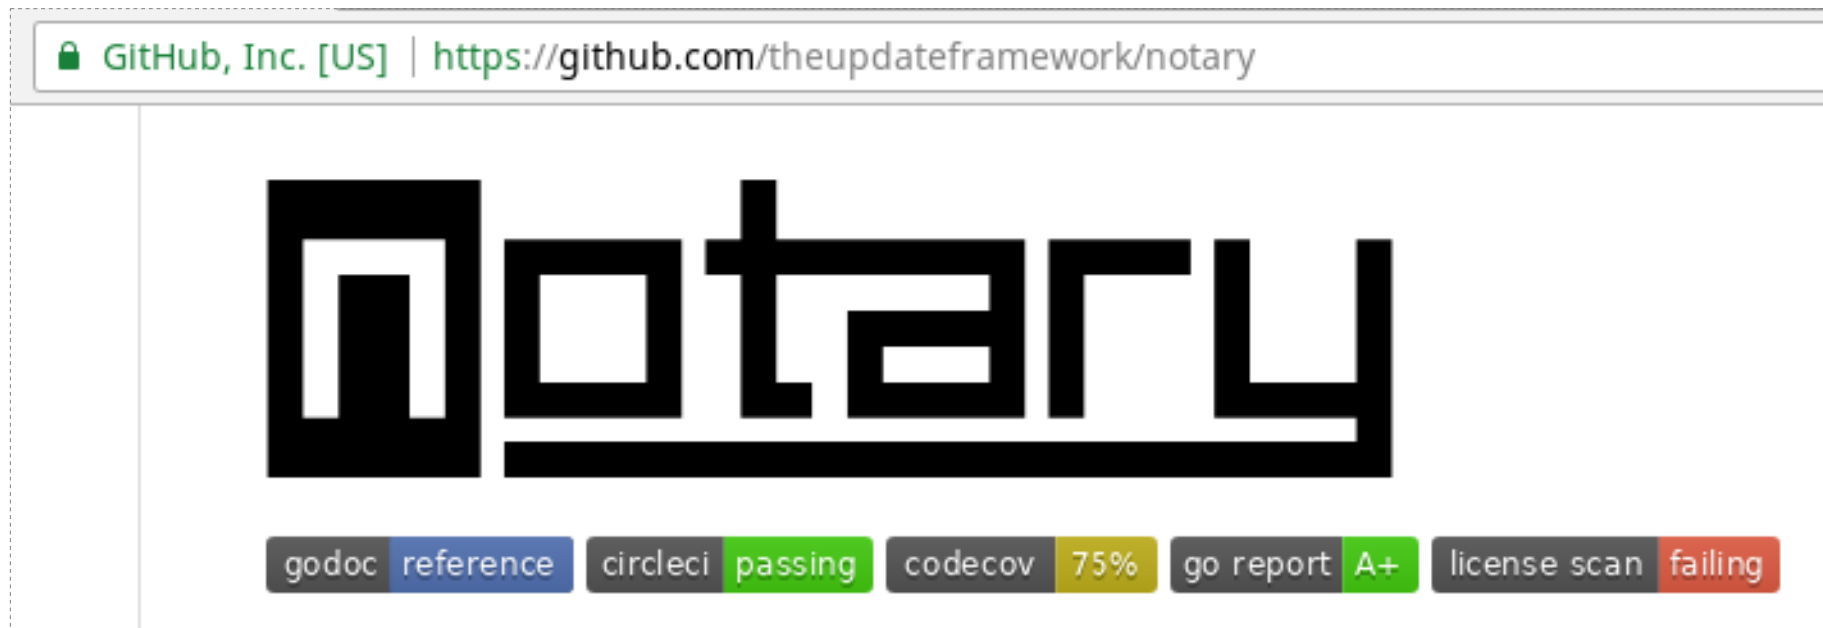 GitHub, Inc. [US] https://github.com/theupdateframework/notary
notary
godoc reference circleci passing codecov 75% go report A+ license scan failing